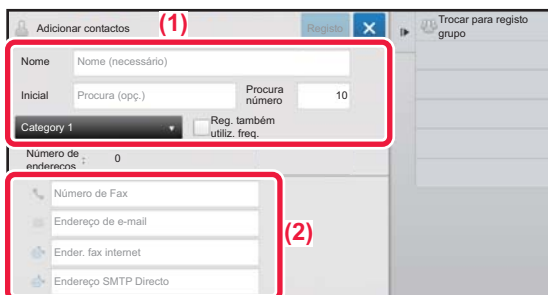 Adicionar contactos
(1)
Registo
Trocar para registo
grupo
Nome
Nome (necessário)
Inicial
Procura (opç.)
Procura
número
10
Category 1
Reg. também
utiliz. freq.
Número de
endereços
:
0
Número de Fax
(2)
Endereço de e-mail
Ender. fax internet
Endereço SMTP Directo